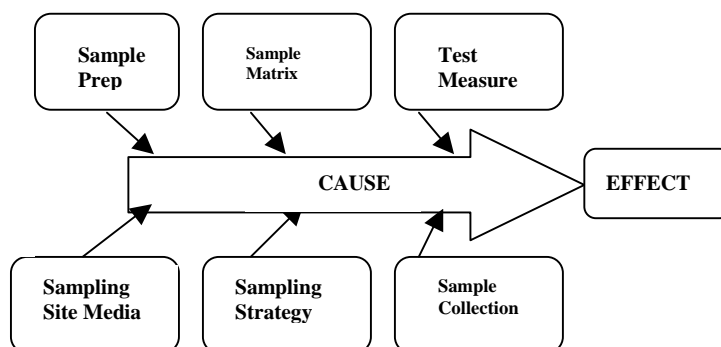 Sample
Prep
Sample
Matrix
Test
Measure
CAUSE
EFFECT
Sampling
Site Media
Sampling
Strategy
Sample
Collection